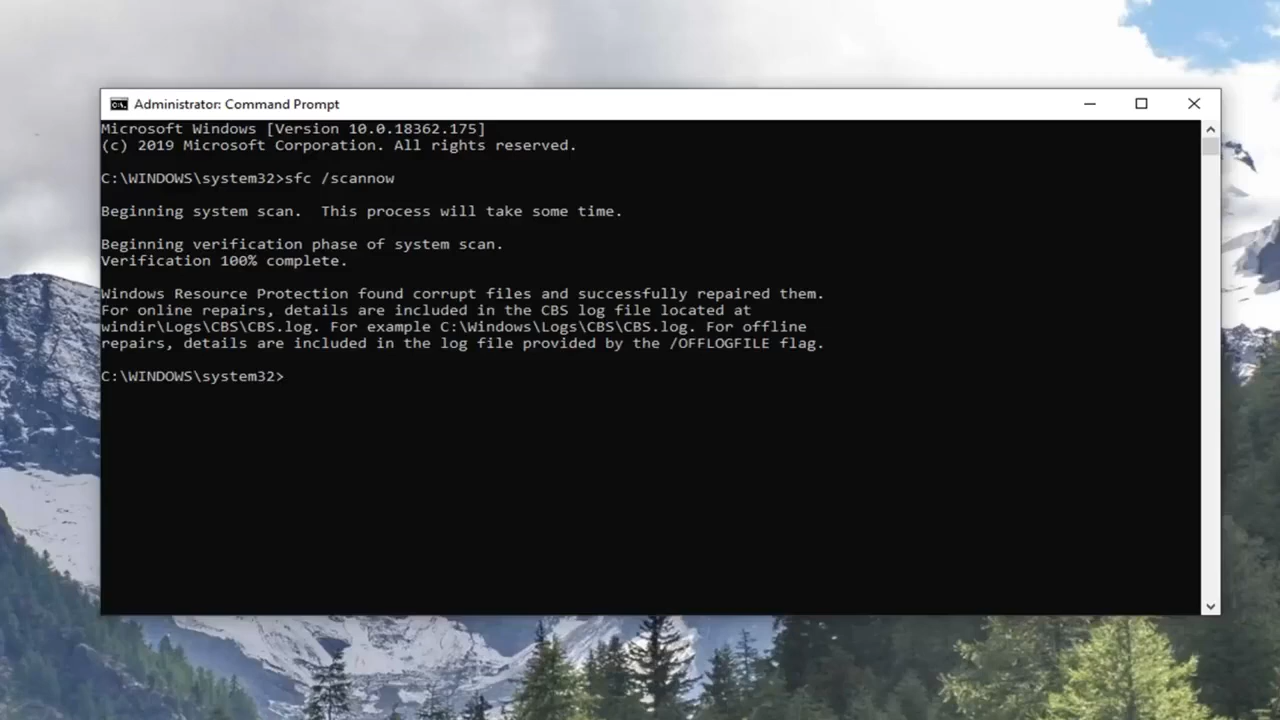 Administrator: Command Prompt
Microsoft Windows [Version 10.0.18362.175]
(c) 2019 Microsoft Corporation. All rights reserved.
C:\WINDOWS\system32>sfc /scannow
Beginning system scan.  This process will take some time.
Beginning verification phase of system scan.
Verification 100% complete.
Windows Resource Protection found corrupt files and successfully repaired them.
For online repairs, details are included in the CBS log file located at
windir\Logs\CBS\CBS.log. For example C:\Windows\Logs\CBS\CBS.log. For offline
repairs, details are included in the log file provided by the /OFFLOGFILE flag.
C:\WINDOWS\system32>